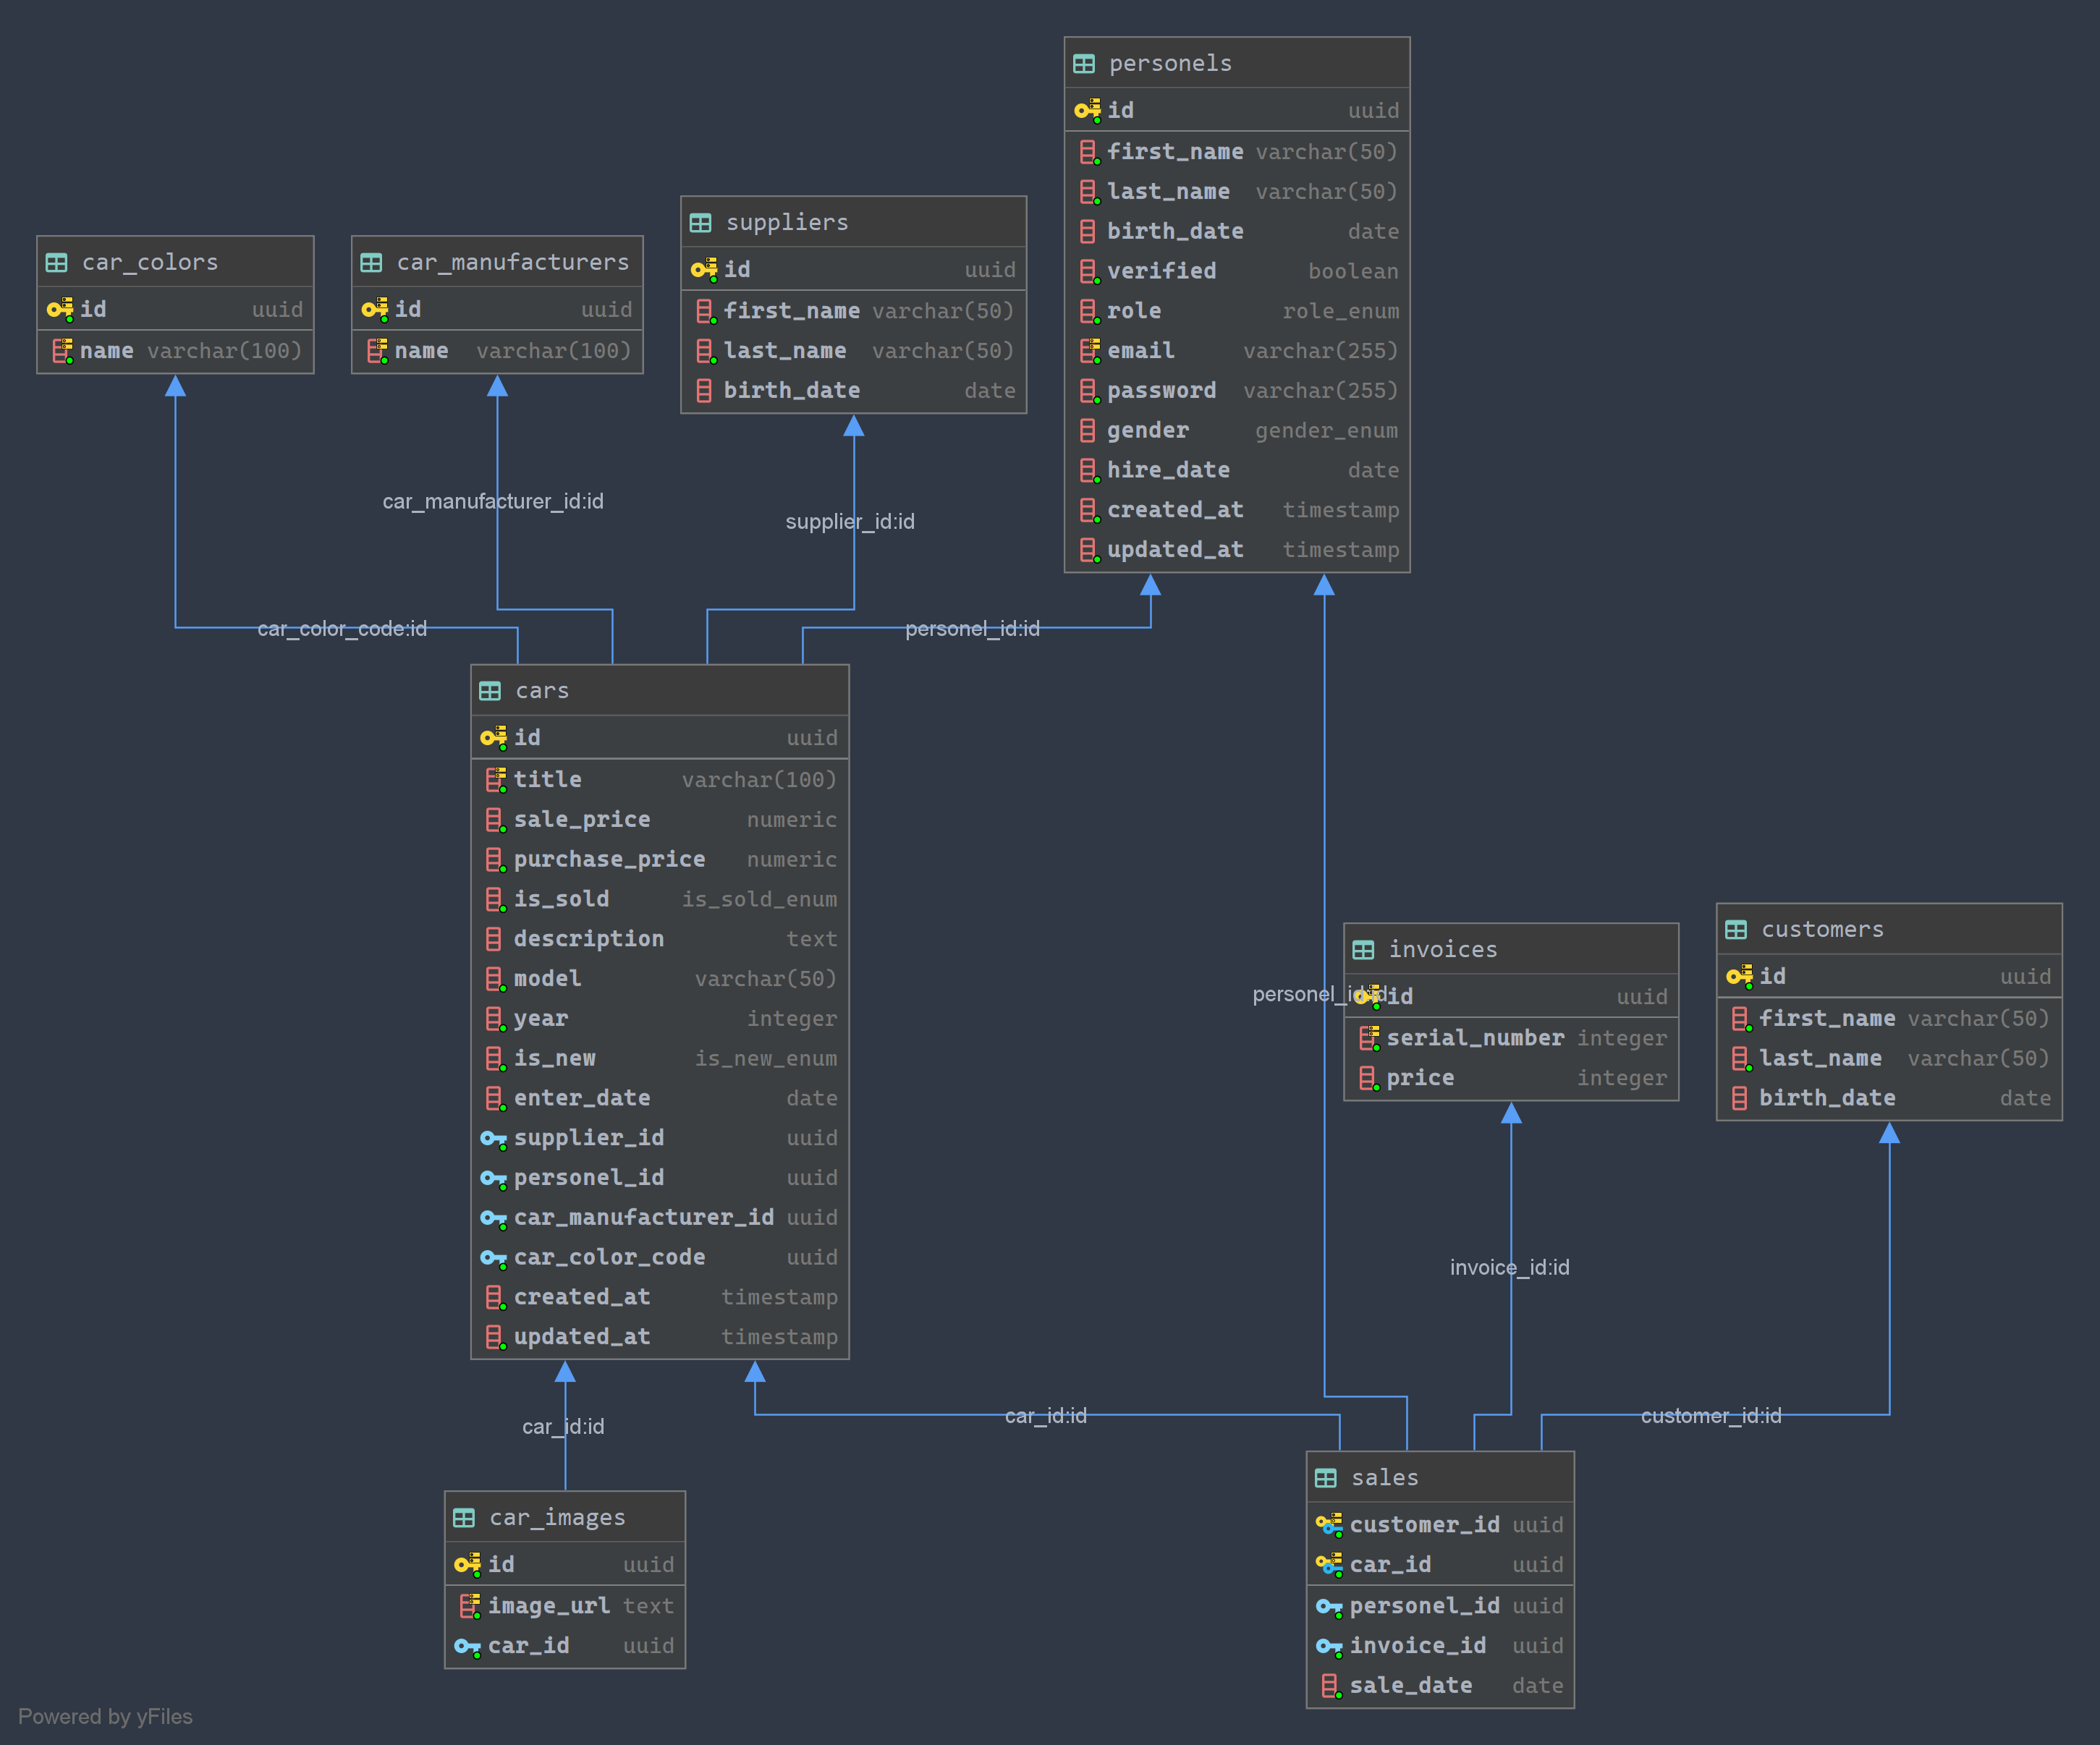 personels
id uuid
first_name varchar(50)
last_name varchar(50)
birth_date date
verified boolean
role role_enum
email varchar(255)
password varchar(255)
gender gender_enum
hire_date date
created_at timestamp
updated_at timestamp
suppliers
id uuid
first_name varchar(50)
last_name varchar(50)
birth_date date
car_colors
id uuid
name varchar(100)
car_manufacturers
id uuid
name varchar(100)
car_manufacturer_id:id
supplier_id:id
car_color_code:id
personel_id:id
cars
id uuid
title varchar(100)
sale_price numeric
purchase_price numeric
is_sold is_sold_enum
description text
model varchar(50)
year integer
is_new is_new_enum
enter_date date
supplier_id uuid
personel_id uuid
car_manufacturer_id uuid
car_color_code uuid
created_at timestamp
updated_at timestamp
personel_id:id
invoices
id uuid
serial_number integer
price integer
customers
id uuid
first_name varchar(50)
last_name varchar(50)
birth_date date
invoice_id:id
car_id:id
car_id:id
customer_id:id
car_images
id uuid
image_url text
car_id uuid
sales
customer_id uuid
car_id uuid
personel_id uuid
invoice_id uuid
sale_date date
Powered by yFiles